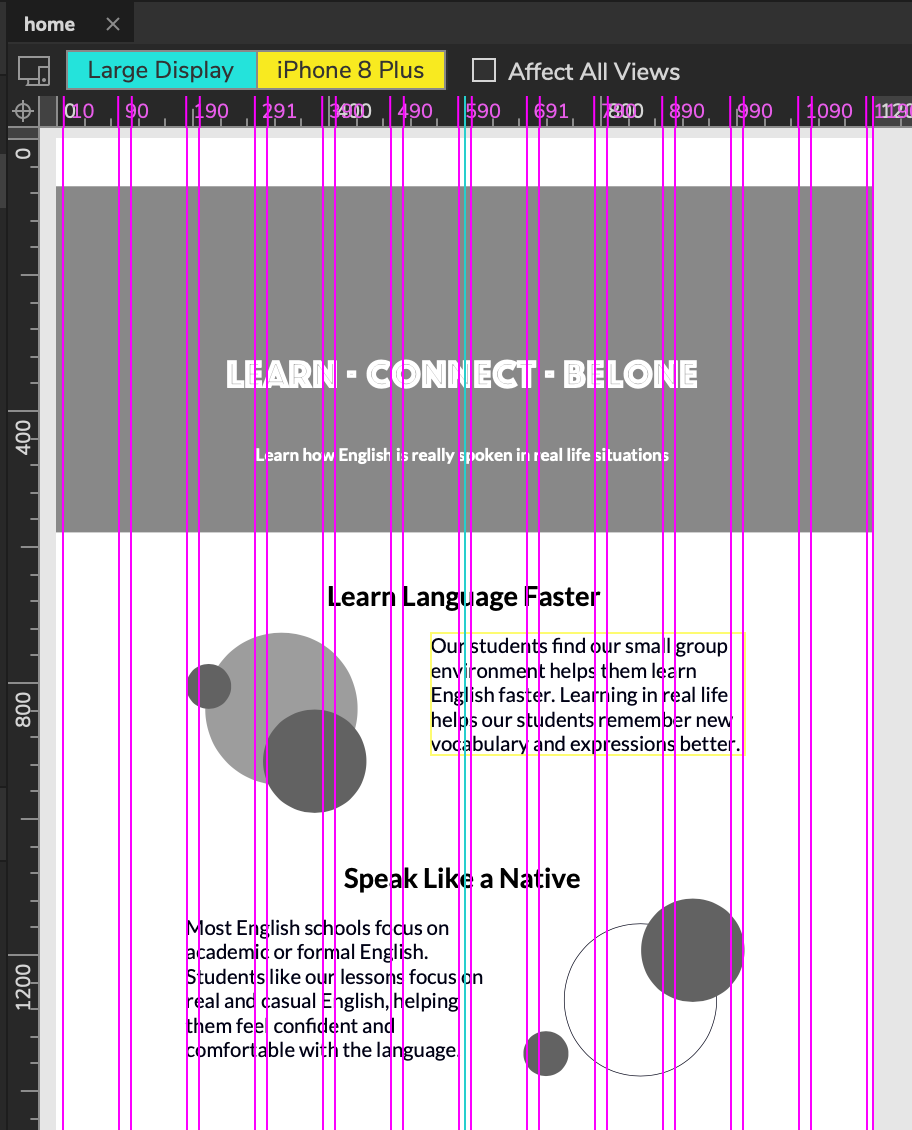 home
Large Display
iPhone 8 Plus
Affect All Views
0 10 90 190 291 390 400 490 590 691 790 800 890 990 1090
0
400
800
1200
LEARN - CONNECT - BELONE
Learn how English is really spoken in real life situations
Learn Language Faster
Our students find our small group
environment helps them learn
English faster. Learning in real life
helps our students remember new
vocabulary and expressions better.
Speak Like a Native
Most English schools focus on
academic or formal English.
Students like our lessons focus on
real and casual English, helping
them feel confident and
comfortable with the language.